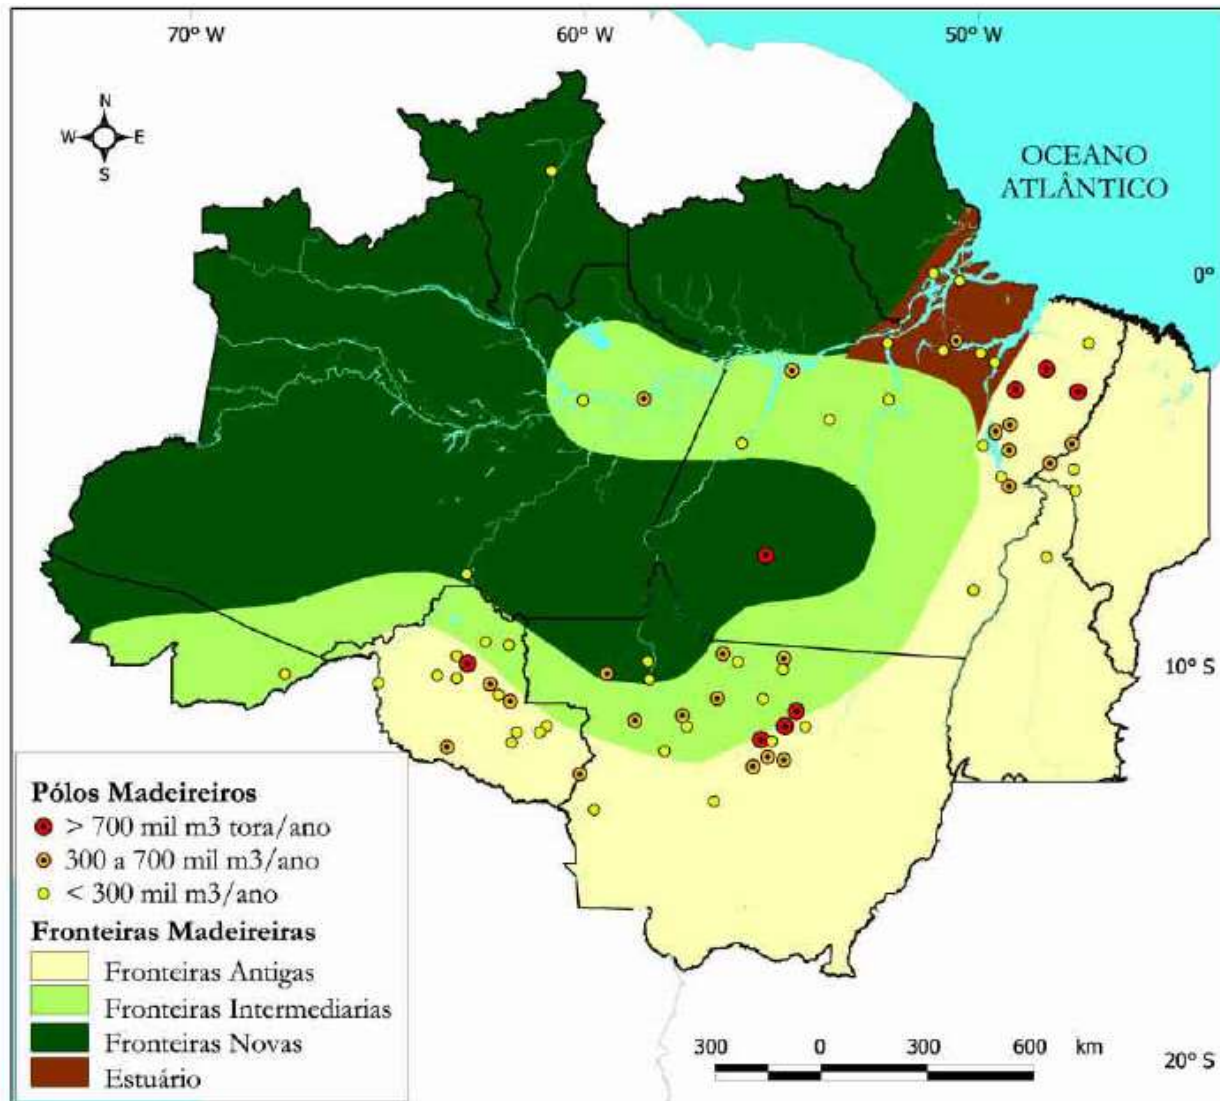 70° W 60° W 50° W
N
W E
S
OCEANO
ATLÂNTICO
0°
10° S
Pólos Madeireiros
> 700 mil m3 tora/ano
300 a 700 mil m3/ano
< 300 mil m3/ano
Fronteiras Madeireiras
Fronteiras Antigas
Fronteiras Intermediarias
Fronteiras Novas
Estuário
300 0 300 600 km
20° S